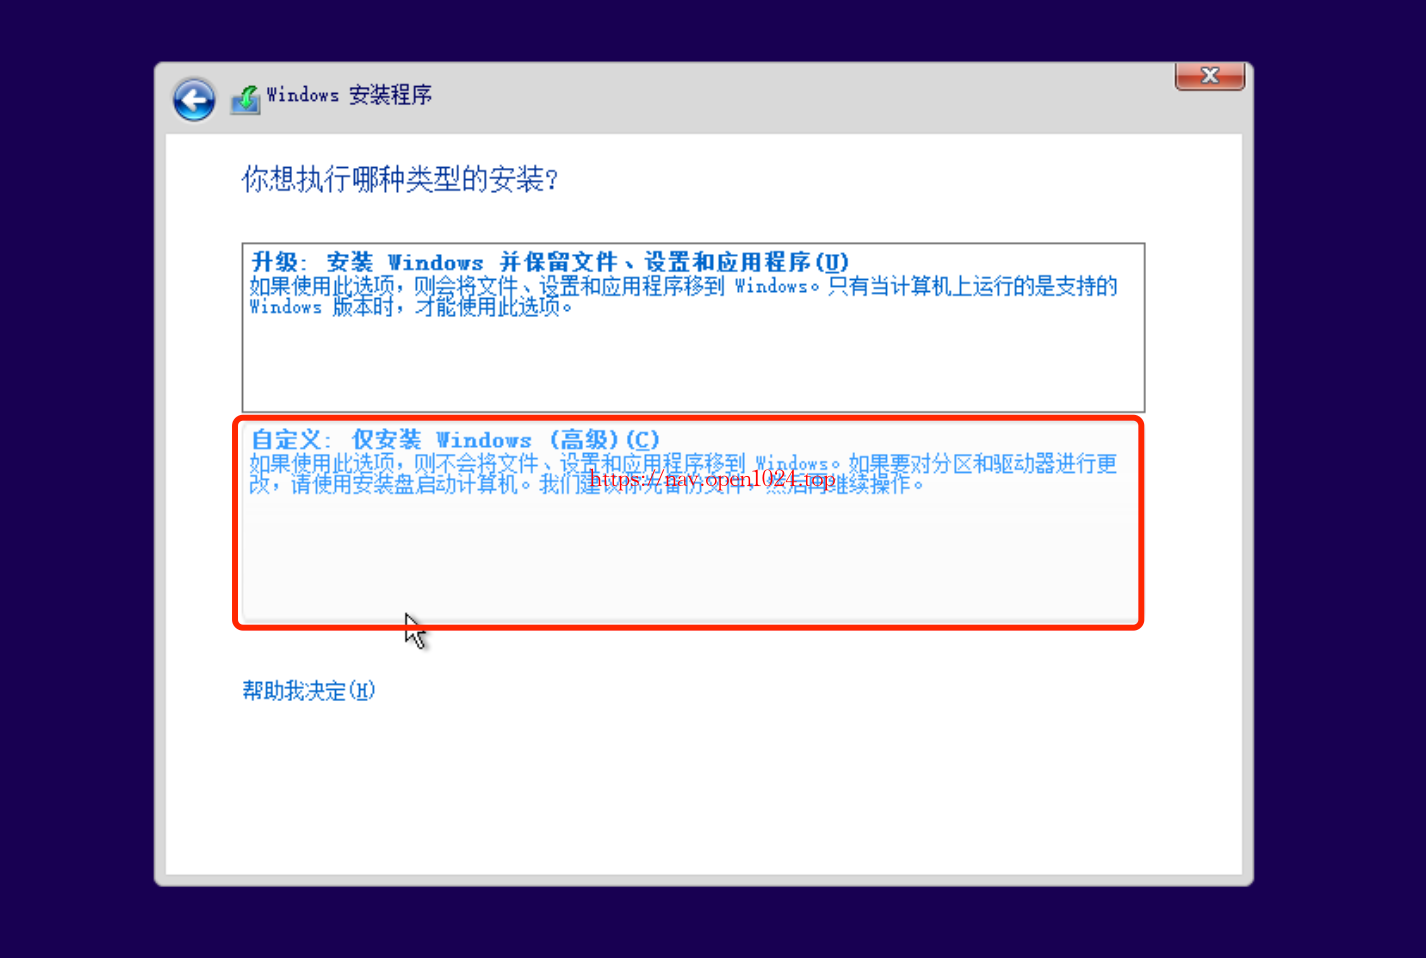 Windows 安装程序
你想执行哪种类型的安装?
升级: 安装 Windows 并保留文件、设置和应用程序(U)
如果使用此选项，则会将文件、设置和应用程序移到 Windows。只有当计算机上运行的是支持的
Windows 版本时，才能使用此选项。
自定义: 仅安装 Windows (高级)(C)
如果使用此选项，则不会将文件、设置和应用程序移到 Windows。如果要对分区和驱动器进行更
改，请使用安装盘启动计算机。我们建议你先备份文件，然后再继续操作。
https://nav.open1024.top
帮助我决定(H)